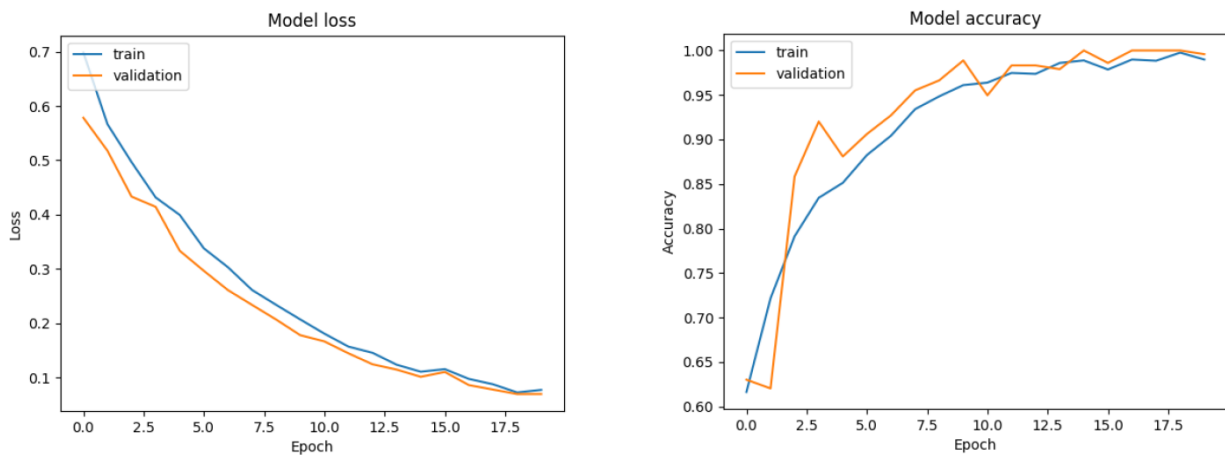 Model loss
train
validation
0.7
0.6
0.5
0.4
0.3
0.2
0.1
Loss
0.0 2.5 5.0 7.5 10.0 12.5 15.0 17.5
Epoch
Model accuracy
train
validation
1.00
0.95
0.90
0.85
0.80
0.75
0.70
0.65
0.60
Accuracy
0.0 2.5 5.0 7.5 10.0 12.5 15.0 17.5
Epoch